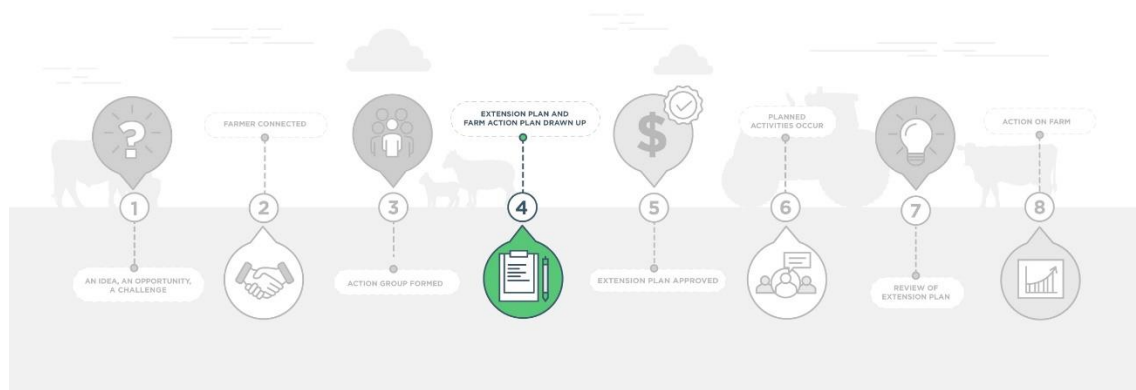 FARMER CONNECTED
EXTENSION PLAN AND
FARM ACTION PLAN DRAWN UP
PLANNED
ACTIVITIES OCCUR
ACTION ON FARM
?
$
1
2
3
4
5
6
7
8
AN IDEA, AN OPPORTUNITY,
A CHALLENGE
ACTION GROUP FORMED
EXTENSION PLAN APPROVED
REVIEW OF
EXTENSION PLAN